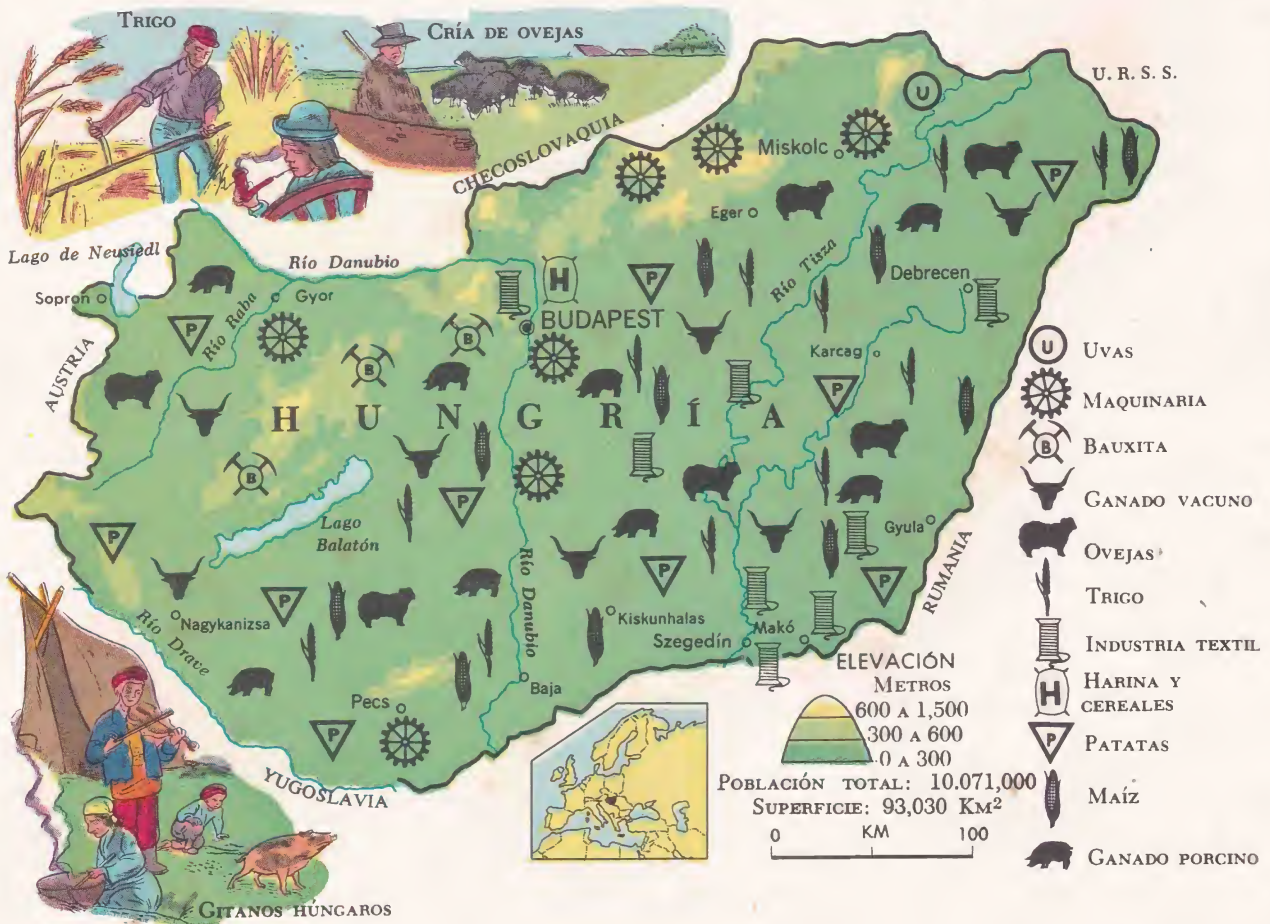 TRIGO
CRÍA DE OVEJAS
U. R. S. S.
CHECOSLOVAQUIA
U
Miskolc
P
Eger
Lago de Neusiedl
Río Danubio
Río Tisza
Debrecen
H
P
Sopron
Gyor
Río Raba
P
BUDAPEST
B
B
AUSTRIA
Karcag
P
HUNGRÍA
B
P
Lago
Balatón
Gyula
P
Río Danubio
P
P
RUMANIA
Nagykanizsa
P
Kiskunhalas
Río Drave
Szegedín
Makó
Baja
Pecs
P
YUGOSLAVIA
GITANOS HÚNGAROS
ELEVACIÓN
METROS
600 A 1,500
300 A 600
0 A 300
POBLACIÓN TOTAL: 10.071,000
SUPERFICIE: 93,030 KM²
0 KM 100
U UVAS
MAQUINARIA
B BAUXITA
GANADO VACUNO
OVEJAS
TRIGO
INDUSTRIA TEXTIL
H HARINA Y
CEREALES
P PATATAS
MAÍZ
GANADO PORCINO